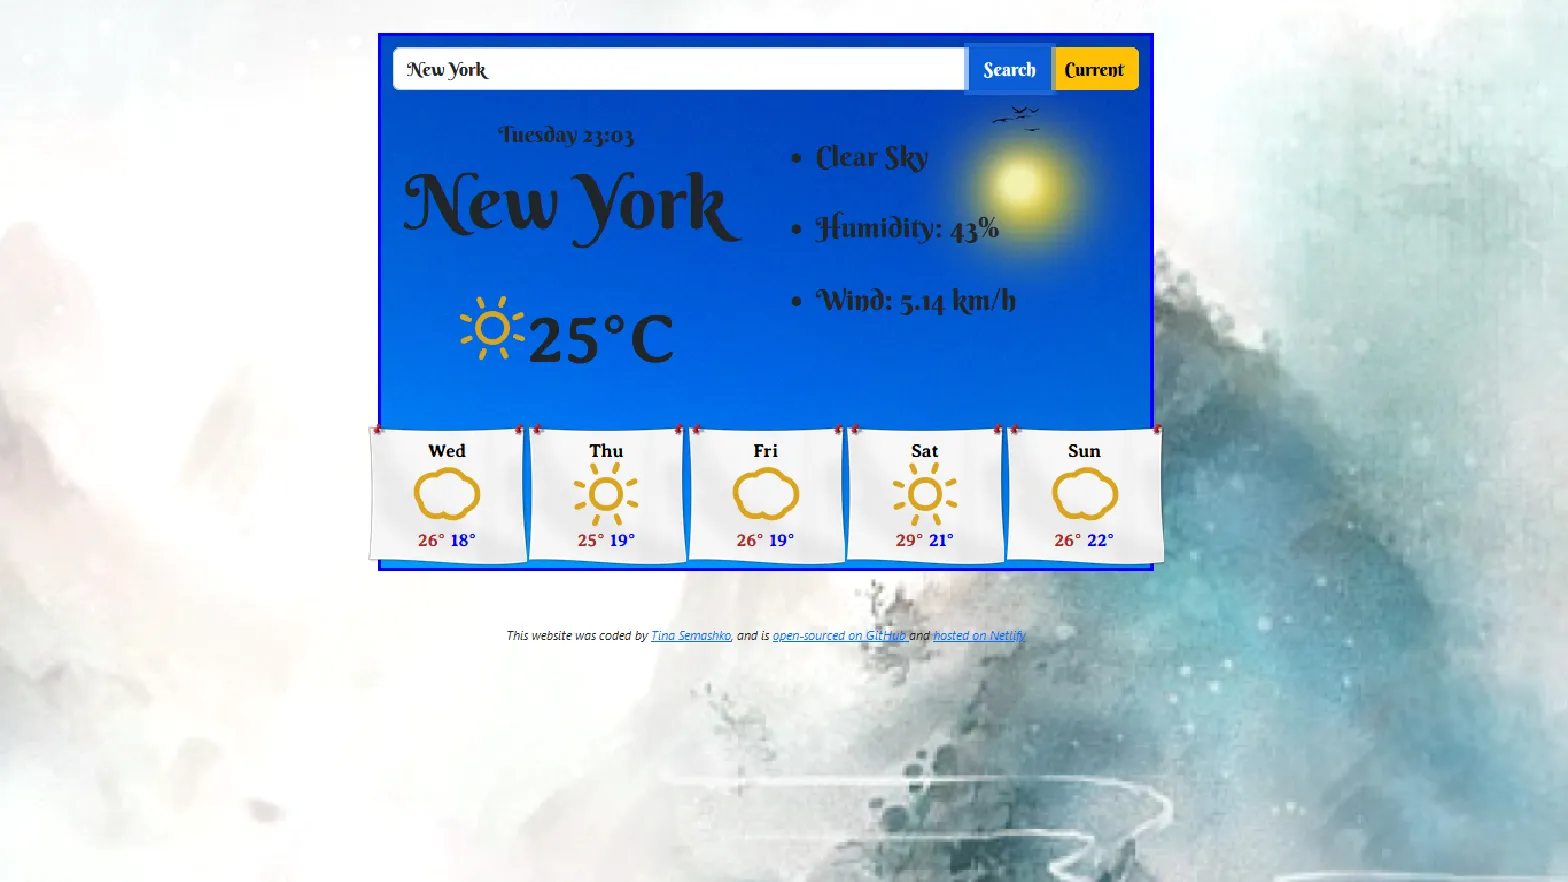 New York
Search
Current
Tuesday 23:03
New York
25°C
Clear Sky
Humidity: 43%
Wind: 5.14 km/h
Wed
26° 18°
Thu
25° 19°
Fri
26° 19°
Sat
29° 21°
Sun
26° 22°
This website was coded by Tina Semashko, and is open-sourced on GitHub and hosted on Netlify